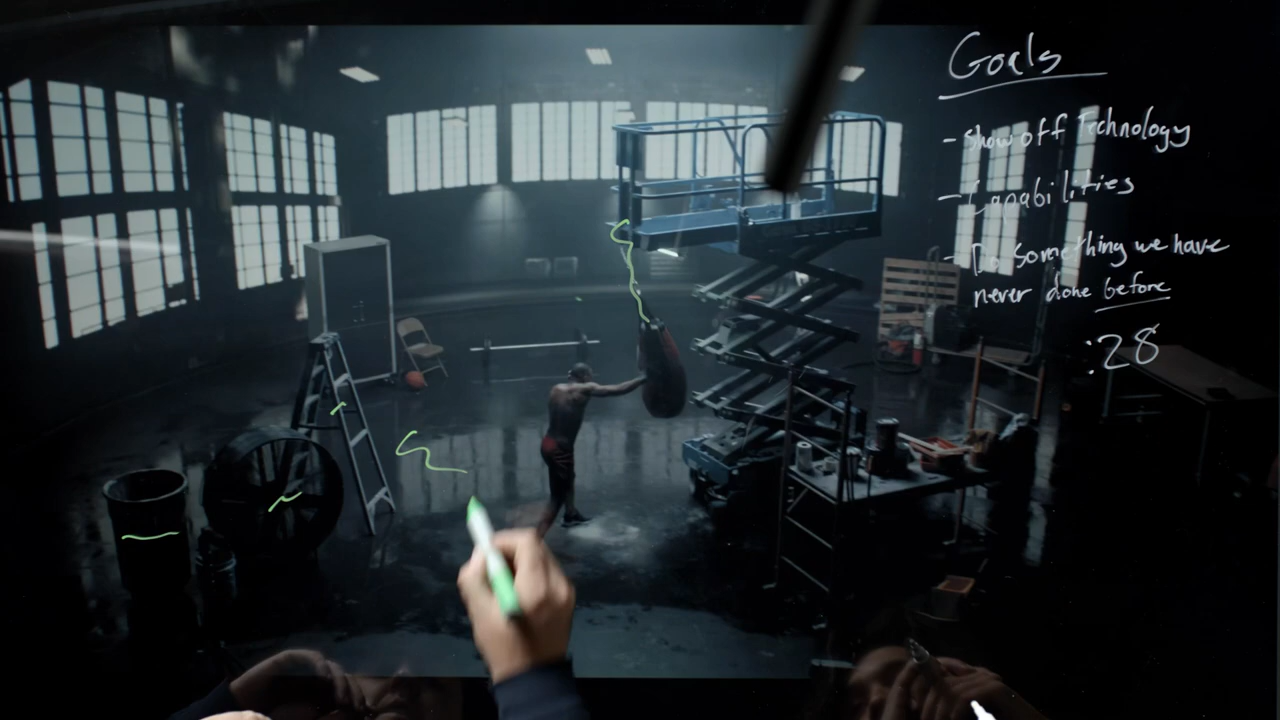 Goals
- Show off Technology
- Capabilities
- Do something we have
never done before
:28